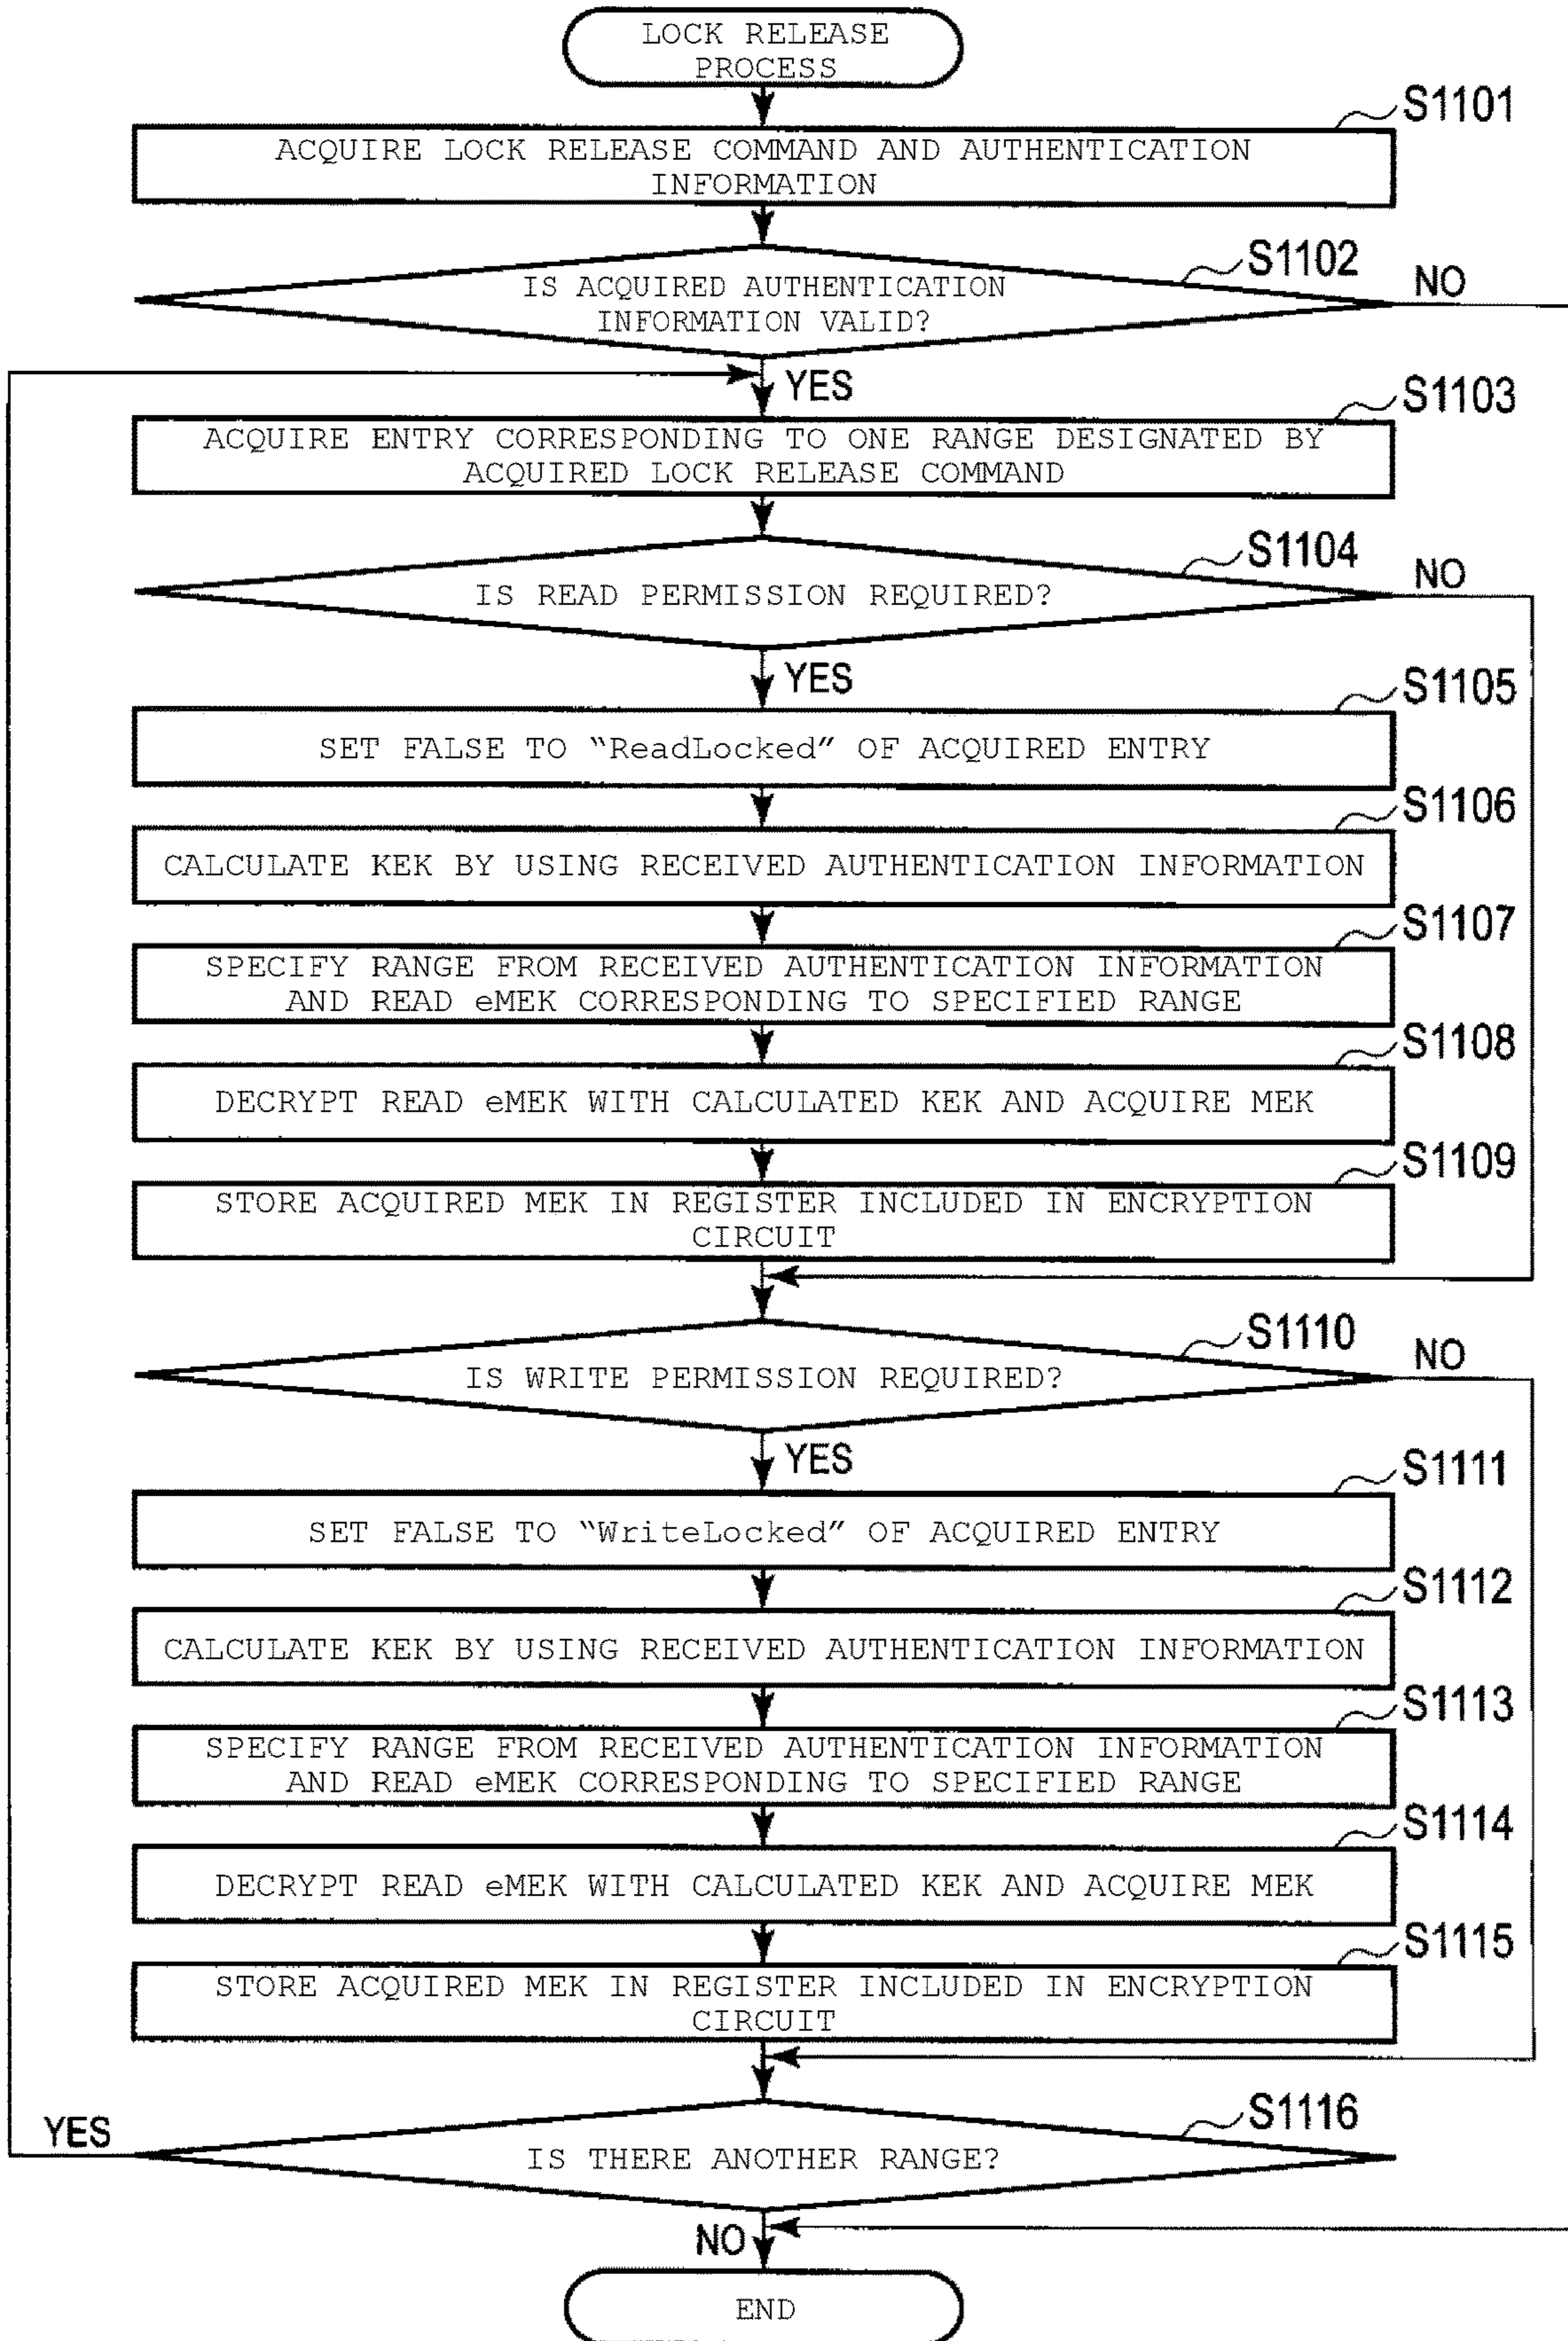 LOCK RELEASE
PROCESS
S1101
ACQUIRE LOCK RELEASE COMMAND AND AUTHENTICATION
INFORMATION
S1102
IS ACQUIRED AUTHENTICATION
INFORMATION VALID?
NO
YES
S1103
ACQUIRE ENTRY CORRESPONDING TO ONE RANGE DESIGNATED BY
ACQUIRED LOCK RELEASE COMMAND
S1104
IS READ PERMISSION REQUIRED?
NO
YES
S1105
SET FALSE TO “ReadLocked” OF ACQUIRED ENTRY
S1106
CALCULATE KEK BY USING RECEIVED AUTHENTICATION INFORMATION
S1107
SPECIFY RANGE FROM RECEIVED AUTHENTICATION INFORMATION
AND READ eMEK CORRESPONDING TO SPECIFIED RANGE
S1108
DECRYPT READ eMEK WITH CALCULATED KEK AND ACQUIRE MEK
S1109
STORE ACQUIRED MEK IN REGISTER INCLUDED IN ENCRYPTION
CIRCUIT
S1110
IS WRITE PERMISSION REQUIRED?
NO
YES
S1111
SET FALSE TO “WriteLocked” OF ACQUIRED ENTRY
S1112
CALCULATE KEK BY USING RECEIVED AUTHENTICATION INFORMATION
S1113
SPECIFY RANGE FROM RECEIVED AUTHENTICATION INFORMATION
AND READ eMEK CORRESPONDING TO SPECIFIED RANGE
S1114
DECRYPT READ eMEK WITH CALCULATED KEK AND ACQUIRE MEK
S1115
STORE ACQUIRED MEK IN REGISTER INCLUDED IN ENCRYPTION
CIRCUIT
S1116
YES
IS THERE ANOTHER RANGE?
NO
END